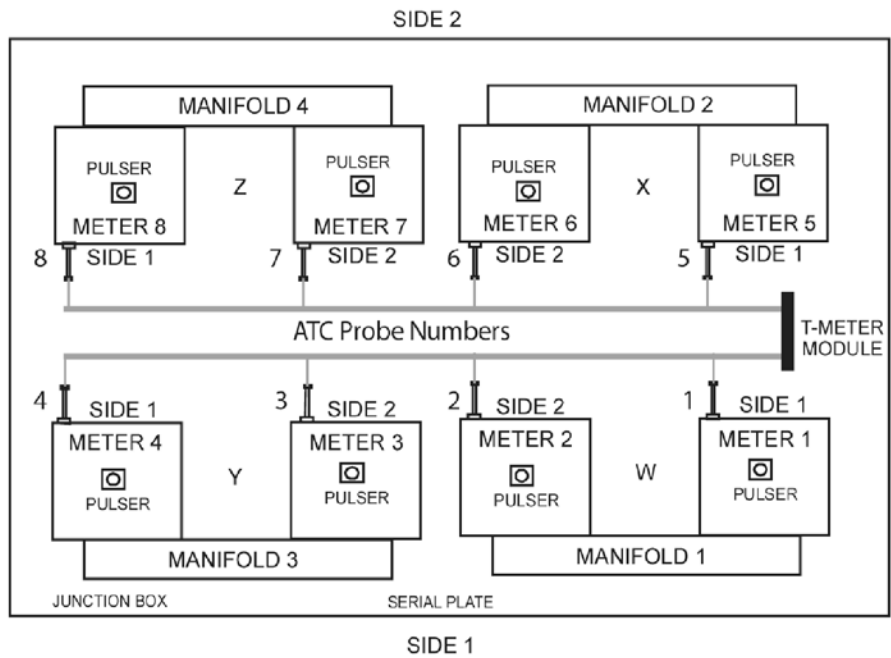 SIDE 2
MANIFOLD 4
MANIFOLD 2
PULSER
Z
METER 8
PULSER
METER 7
PULSER
X
METER 6
PULSER
METER 5
8
SIDE 1
7
SIDE 2
6
SIDE 2
5
SIDE 1
ATC Probe Numbers
T-METER
MODULE
4
SIDE 1
3
SIDE 2
2
SIDE 2
1
SIDE 1
METER 4
PULSER
Y
METER 3
PULSER
METER 2
PULSER
W
METER 1
PULSER
MANIFOLD 3
MANIFOLD 1
JUNCTION BOX
SERIAL PLATE
SIDE 1